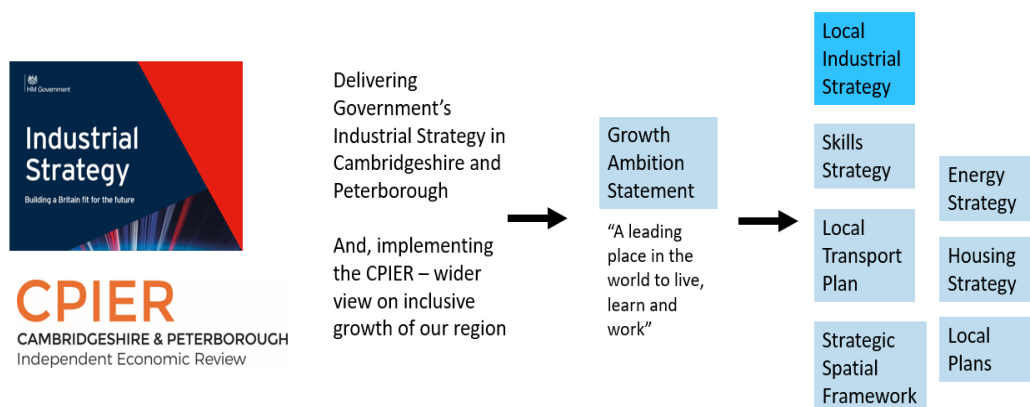 HM Government
Industrial
Strategy
Building a Britain fit for the future
CPIER
CAMBRIDGESHIRE & PETERBOROUGH
Independent Economic Review
Delivering
Government’s
Industrial Strategy in
Cambridgeshire and
Peterborough
And, implementing
the CPIER – wider
view on inclusive
growth of our region
Growth
Ambition
Statement
“A leading
place in the
world to live,
learn and
work”
Local
Industrial
Strategy
Skills
Strategy
Local
Transport
Plan
Strategic
Spatial
Framework
Energy
Strategy
Housing
Strategy
Local
Plans